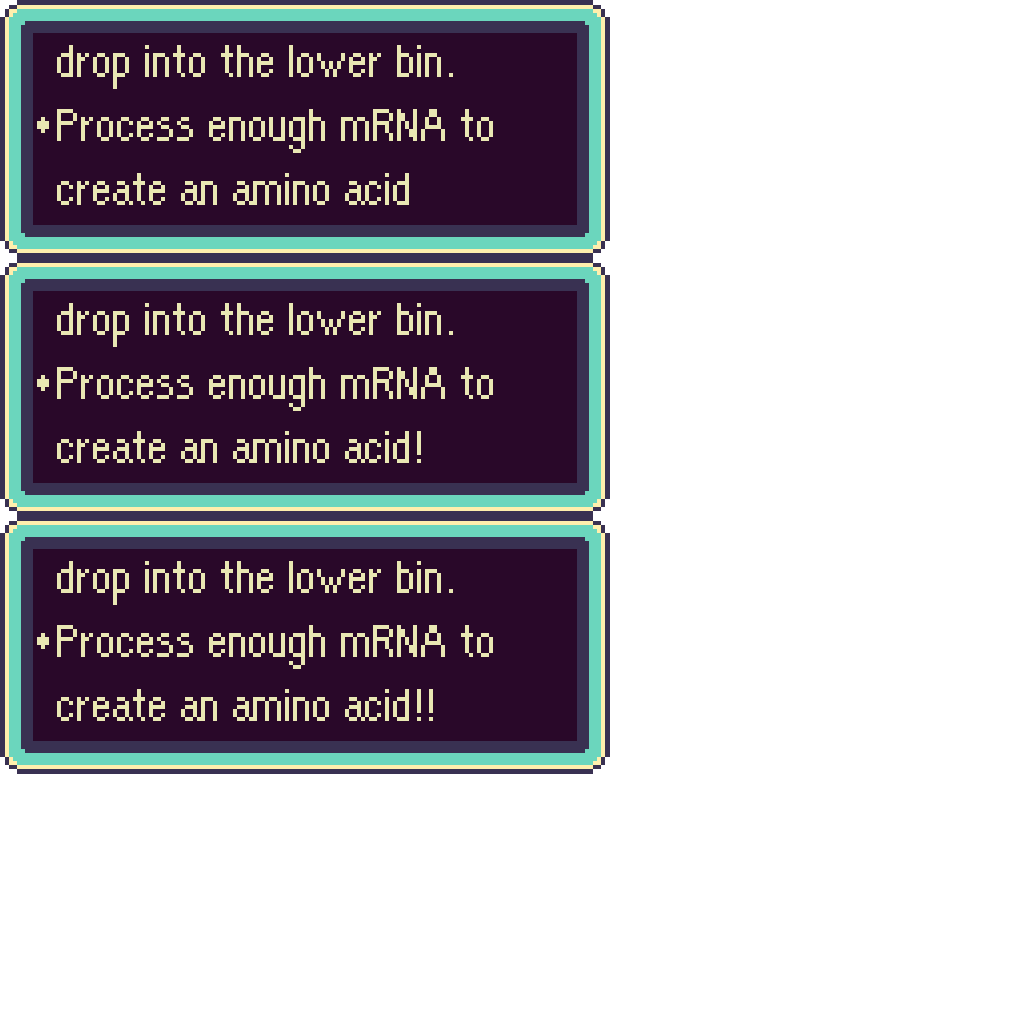 drop into the lower bin.
•Process enough mRNA to
create an amino acid
drop into the lower bin.
•Process enough mRNA to
create an amino acid!
drop into the lower bin.
•Process enough mRNA to
create an amino acid!!